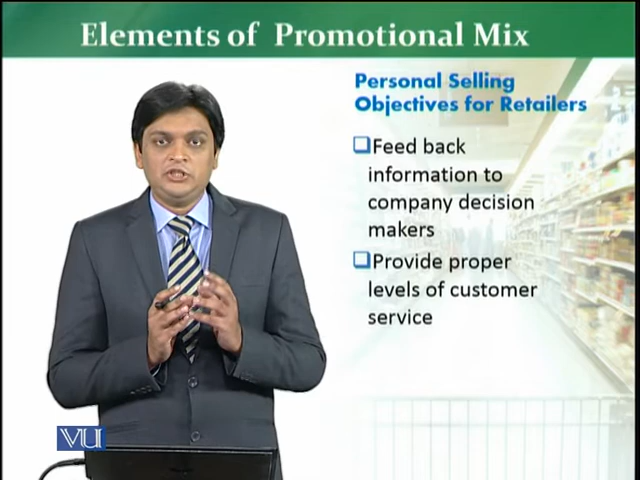 Elements of Promotional Mix
Personal Selling
Objectives for Retailers
Feed back
information to
company decision
makers
Provide proper
levels of customer
service
VU